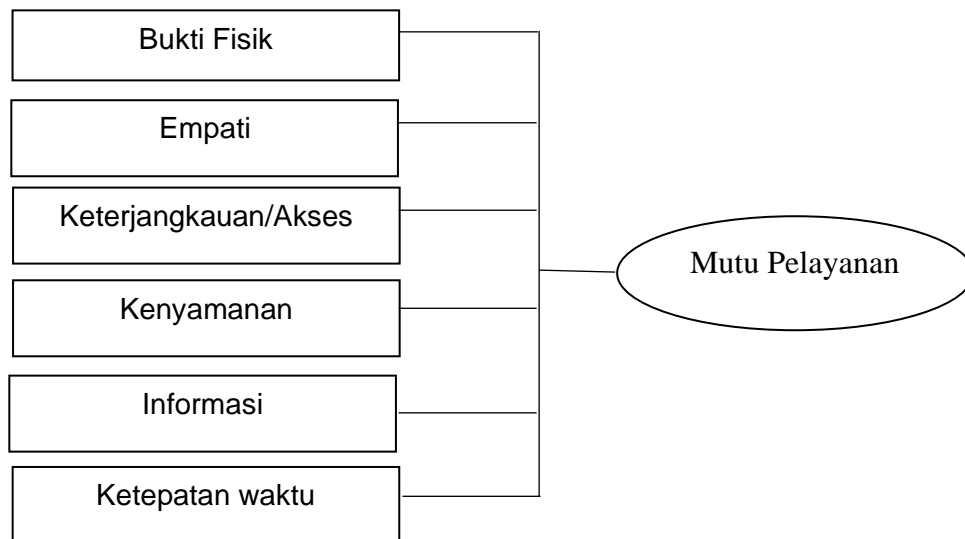 Bukti Fisik
Empati
Keterjangkauan/Akses
Kenyamanan
Informasi
Ketepatan waktu
Mutu Pelayanan